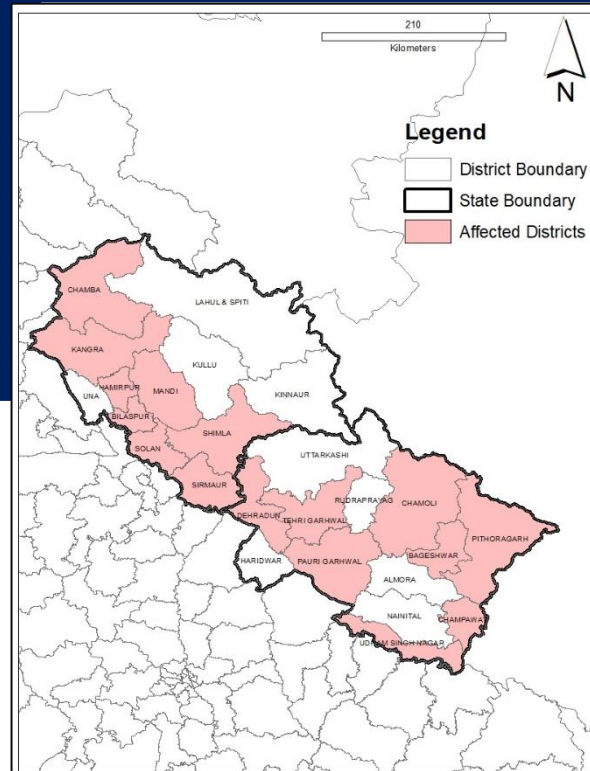 210
Kilometers
N
Legend
District Boundary
State Boundary
Affected Districts
CHAMBA
LAHUL & SPITI
KANGRA
KULLU
HAMIRPUR
MANDI
KINNAUR
UNA
BILASPUR
SHIMLA
SOLAN
UTTARKASHI
SIRMAUR
RUDRAPRAYAG
CHAMOLI
DEHRADUN
TEHRI GARHWAL
PITHORAGARH
HARIDWAR
PAURI GARHWAL
BAGESHWAR
ALMORA
NAINITAL
CHAMPAWAT
UDHAM SINGH NAGAR